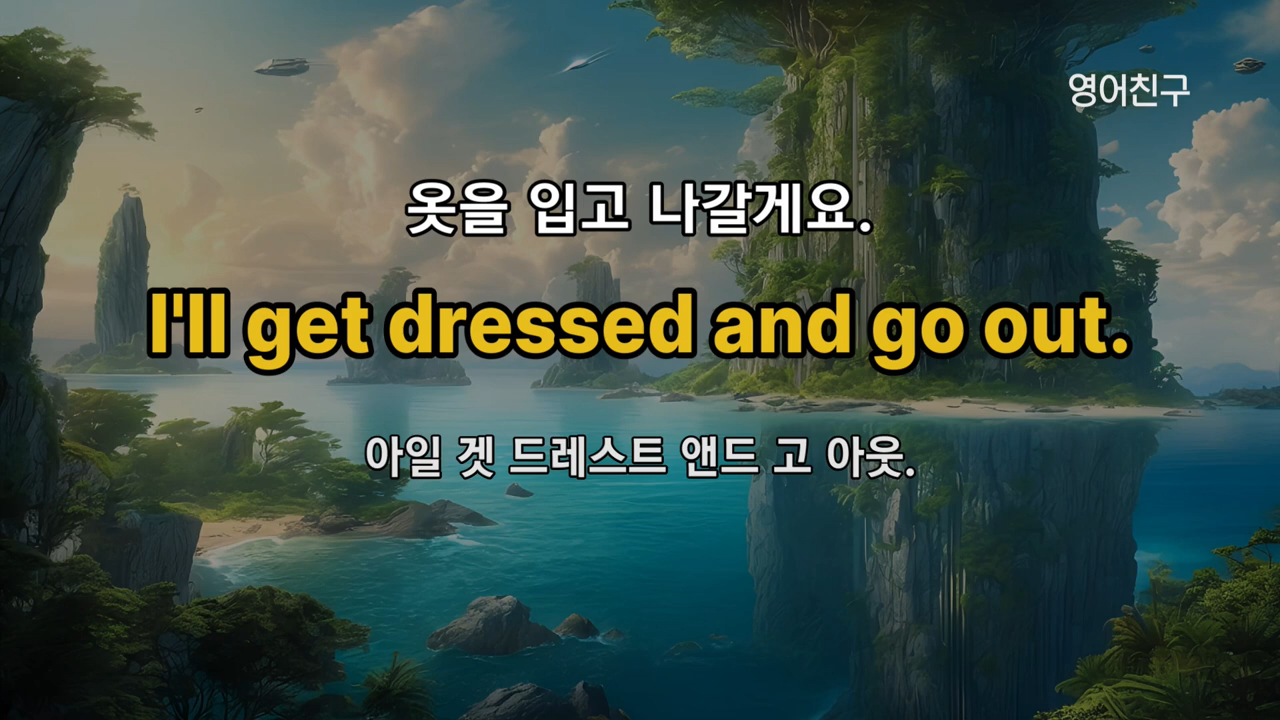 영어친구
옷을 입고 나갈게요.
I'll get dressed and go out.
아일 겟 드레스트 앤드 고 아웃.